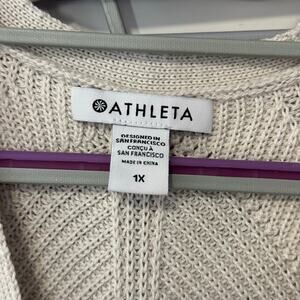 ATHLETA
DESIGNED IN
SAN FRANCISCO
CONÇU À
SAN FRANCISCO
MADE IN CHINA
1X